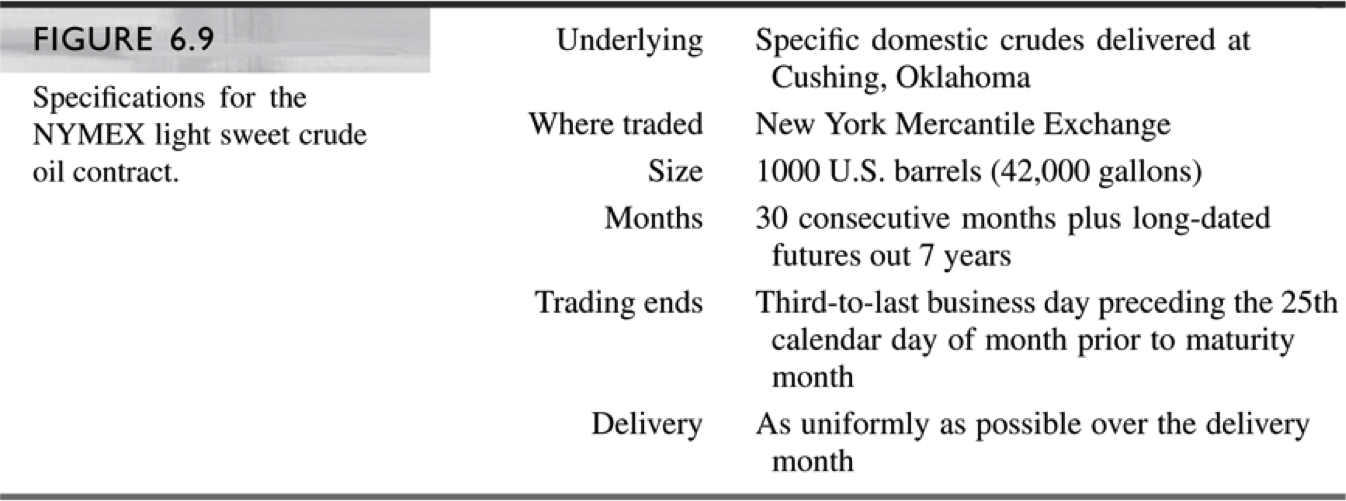 FIGURE 6.9
Specifications for the
NYMEX light sweet crude
oil contract.
Underlying Specific domestic crudes delivered at
Cushing, Oklahoma
Where traded New York Mercantile Exchange
Size 1000 U.S. barrels (42,000 gallons)
Months 30 consecutive months plus long-dated
futures out 7 years
Trading ends Third-to-last business day preceding the 25th
calendar day of month prior to maturity
month
Delivery As uniformly as possible over the delivery
month